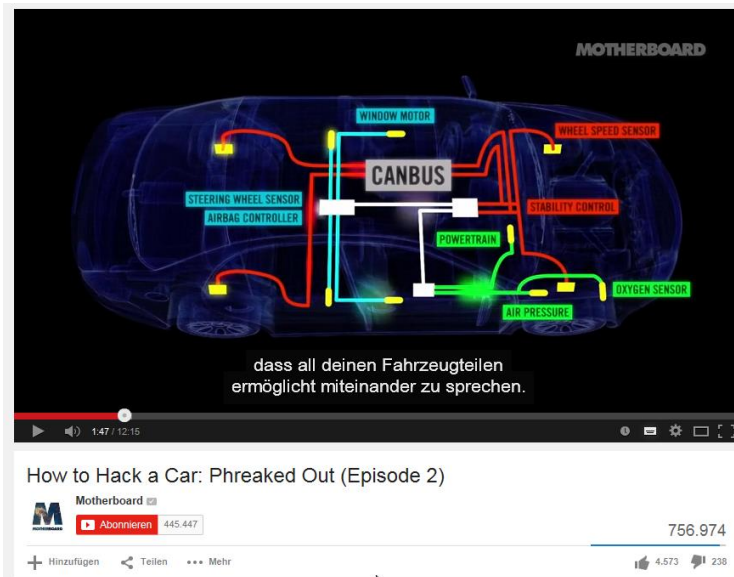 MOTHERBOARD
WINDOW MOTOR
WHEEL SPEED SENSOR
CANBUS
STEERING WHEEL SENSOR
AIRBAG CONTROLLER
STABILITY CONTROL
POWERTRAIN
OXYGEN SENSOR
AIR PRESSURE
dass all deinen Fahrzeugteilen
ermöglicht miteinander zu sprechen.
1:47 / 12:15
How to Hack a Car: Phreaked Out (Episode 2)
M
MOTHERBOARD
Motherboard
Abonnieren 445.447
756.974
Hinzufügen Teilen Mehr 4.573 238